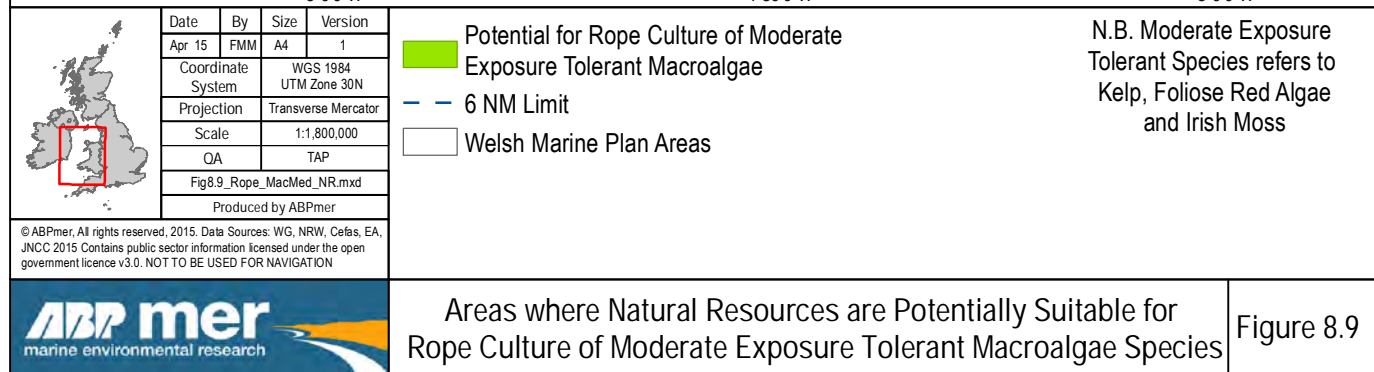 Date By Size Version
Apr 15 FMM A4 1
Coordinate System WGS 1984 UTM Zone 30N
Projection Transverse Mercator
Scale 1:1,800,000
QA TAP
Fig8.9_Rope_MacMed_NR.mxd
Produced by ABPmer
© ABPmer, All rights reserved, 2015. Data Sources: WG, NRW, Cefas, EA,
JNCC 2015 Contains public sector information licensed under the open
government licence v3.0. NOT TO BE USED FOR NAVIGATION
Potential for Rope Culture of Moderate
Exposure Tolerant Macroalgae
6 NM Limit
Welsh Marine Plan Areas
N.B. Moderate Exposure
Tolerant Species refers to
Kelp, Foliose Red Algae
and Irish Moss
ABP mer
marine environmental research
Areas where Natural Resources are Potentially Suitable for
Rope Culture of Moderate Exposure Tolerant Macroalgae Species
Figure 8.9